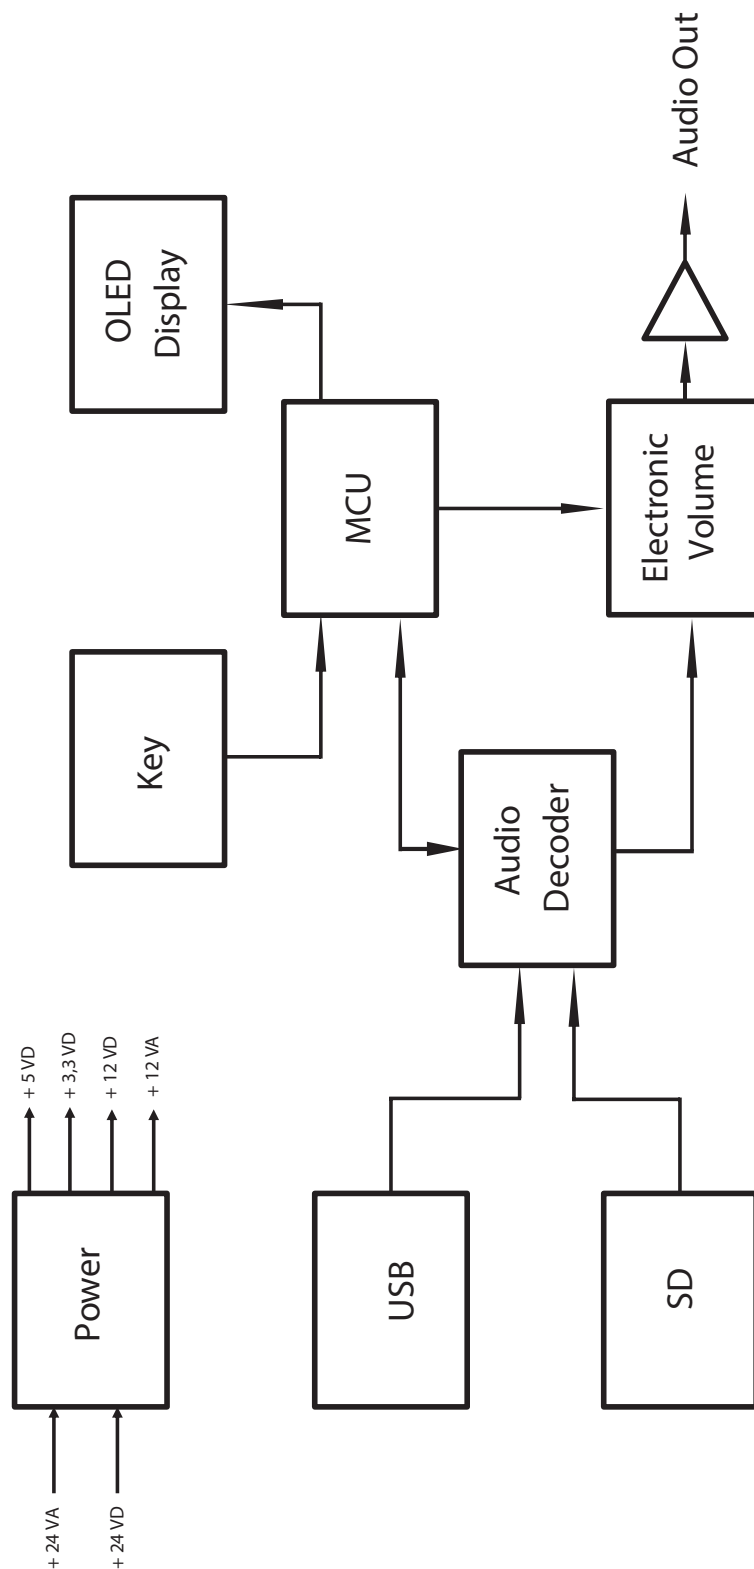 + 24 VA
+ 24 VD
Power
+ 5 VD
+ 3,3 VD
+ 12 VD
+ 12 VA
Key
OLED
Display
MCU
USB
SD
Audio
Decoder
Electronic
Volume
Audio Out